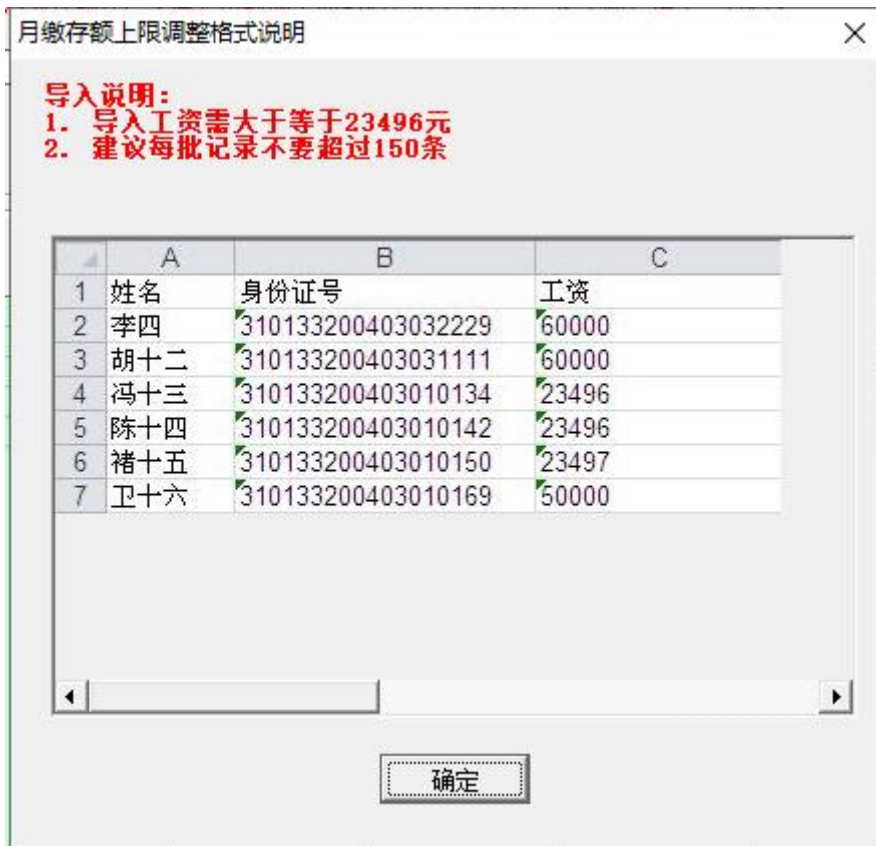 月缴存额上限调整格式说明
导入说明:
1. 导入工资需大于等于23496元
2. 建议每批记录不要超过150条
A B C
1 姓名 身份证号 工资
2 李四 310133200403032229 60000
3 胡十二 310133200403031111 60000
4 冯十三 310133200403010134 23496
5 陈十四 310133200403010142 23496
6 褚十五 310133200403010150 23497
7 卫十六 310133200403010169 50000
确定